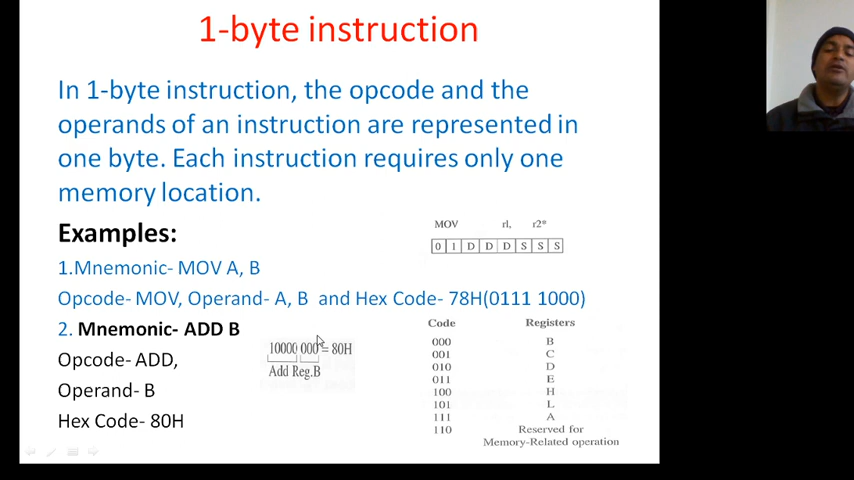 1-byte instruction
In 1-byte instruction, the opcode and the
operands of an instruction are represented in
one byte. Each instruction requires only one
memory location.
Examples:
1.Mnemonic- MOV A, B
Opcode- MOV, Operand- A, B and Hex Code- 78H(0111 1000)
2. Mnemonic- ADD B
Opcode- ADD,
Operand- B
Hex Code- 80H
10000 000 = 80H
Add Reg.B
MOV rl, r2*
0 1 D D D S S S
Code Registers
000 B
001 C
010 D
011 E
100 H
101 L
111 A
110 Reserved for
Memory-Related operation